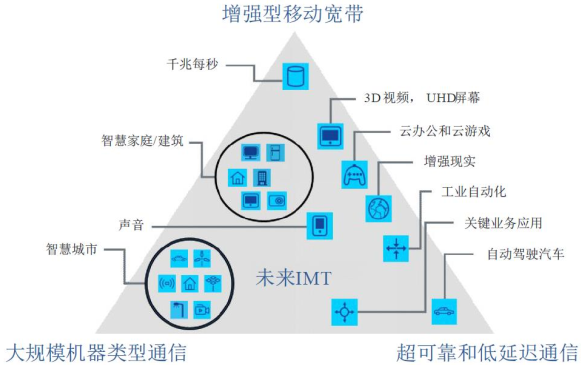 增强型移动宽带
千兆每秒
3D视频， UHD屏幕
云办公和云游戏
智慧家庭/建筑
增强现实
工业自动化
声音
关键业务应用
智慧城市
自动驾驶汽车
未来IMT
大规模机器类型通信
超可靠和低延迟通信